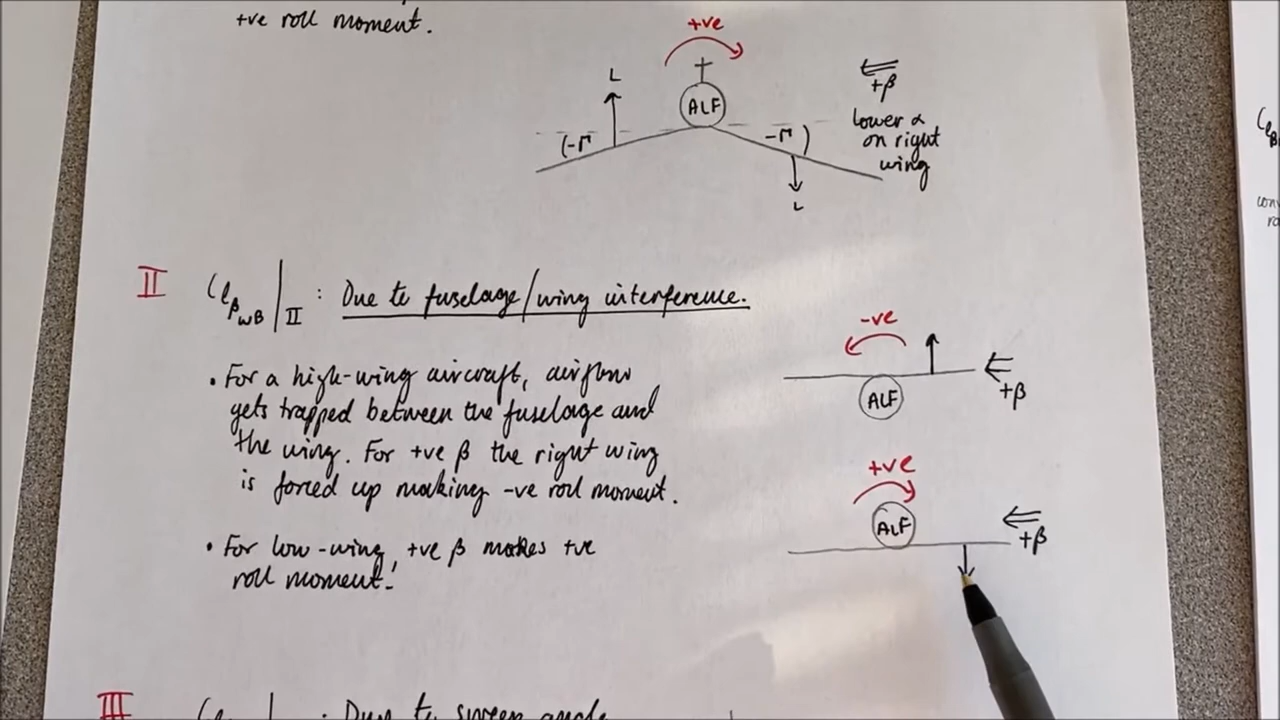 +ve roll moment.
+ve
L
ALF
+β
(-Γ
-Γ)
lower α
on right
wing
L
II Clβ WB | II : Due to fuselage/wing interference.
• For a high-wing aircraft, airflow
gets trapped between the fuselage and
the wing. For +ve β the right wing
is forced up making -ve roll moment.
• For low-wing, +ve β makes +ve
roll moment.
-ve
ALF
+β
+ve
ALF
+β
III Cl : Due to sweep angle